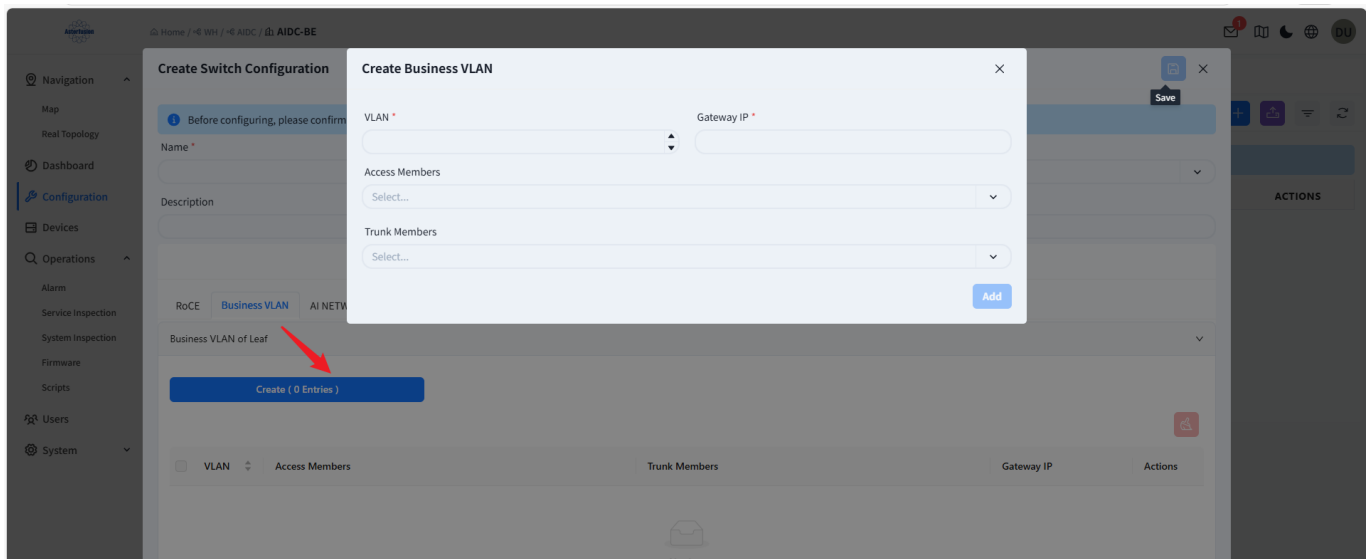 Asterfusion
Home / WH / AIDC / AIDC-BE
1
DU
Navigation
Map
Real Topology
Dashboard
Configuration
Devices
Operations
Alarm
Service Inspection
System Inspection
Firmware
Scripts
Users
System
Create Switch Configuration
Save
Before configuring, please confirm
Name *
Description
Create Business VLAN
VLAN *
Gateway IP *
Access Members
Select...
Trunk Members
Select...
Add
ACTIONS
RoCE
Business VLAN
AI NETW
Business VLAN of Leaf
Create ( 0 Entries )
VLAN
Access Members
Trunk Members
Gateway IP
Actions